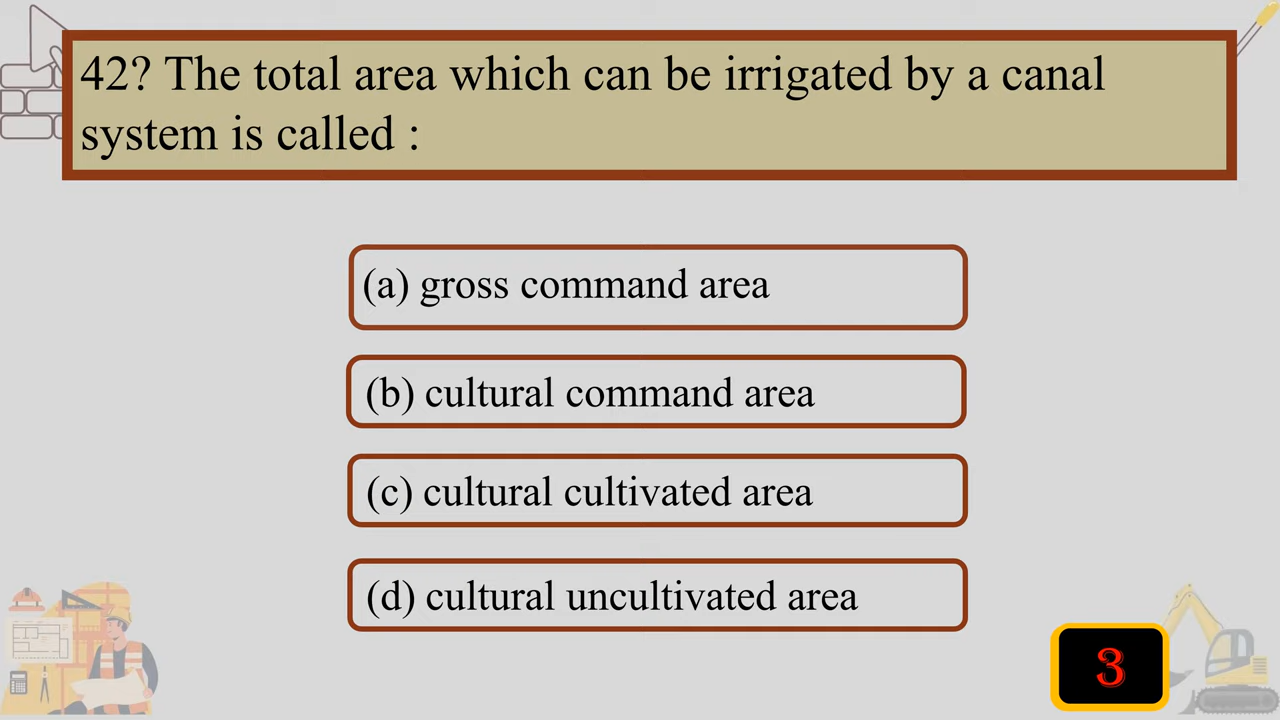 42? The total area which can be irrigated by a canal
system is called :
(a) gross command area
(b) cultural command area
(c) cultural cultivated area
(d) cultural uncultivated area
3